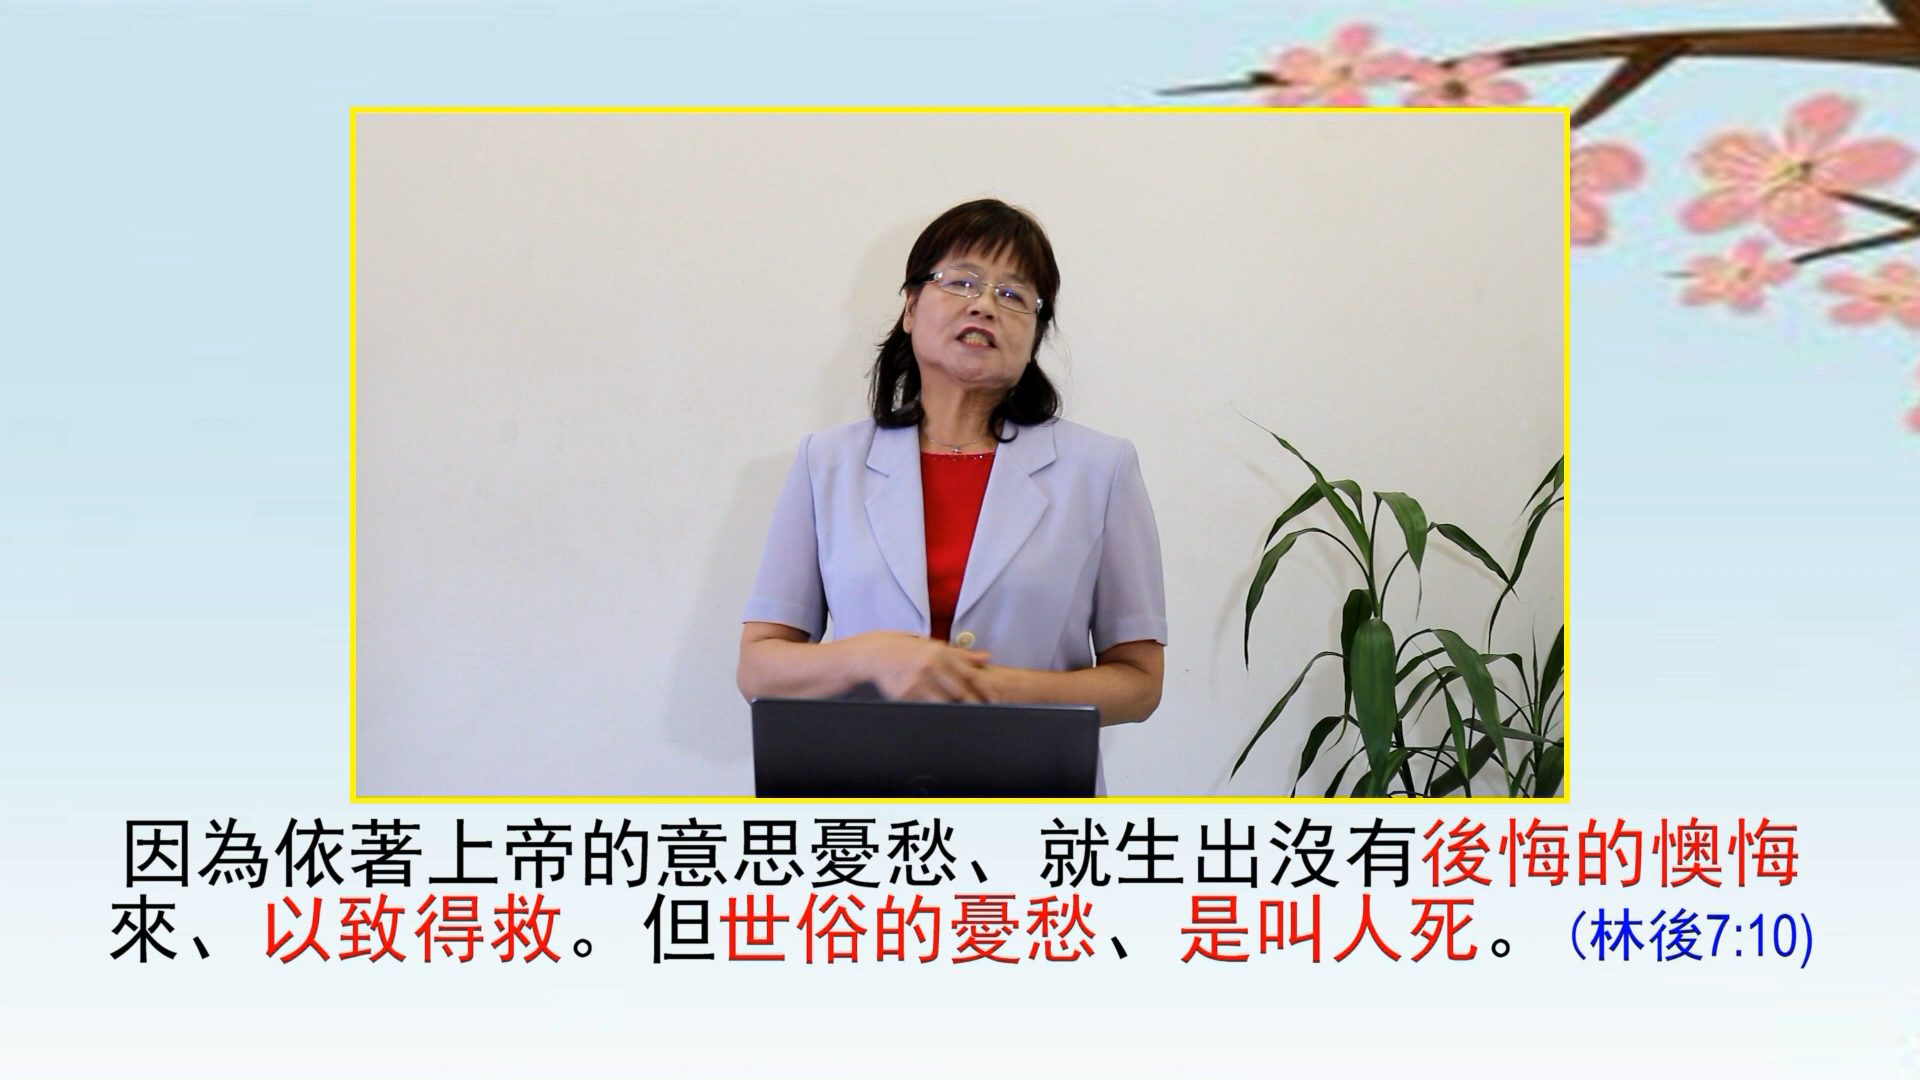 因為依著上帝的意思憂愁、就生出沒有後悔的懊悔
來、以致得救。但世俗的憂愁、是叫人死。(林後7:10)